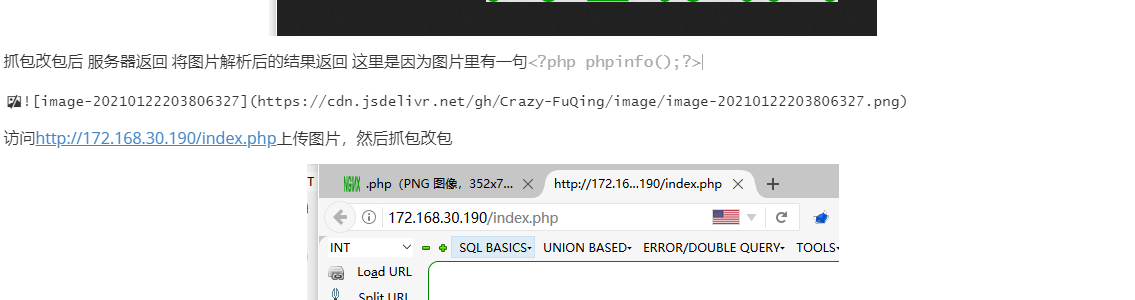 抓包改包后 服务器返回 将图片解析后的结果返回 这里是因为图片里有一句<?php phpinfo();?>
![image-20210122203806327](https://cdn.jsdelivr.net/gh/Crazy-FuQing/image/image-20210122203806327.png)
访问http://172.168.30.190/index.php上传图片，然后抓包改包
T NGINX .php（PNG 图像，352x7... http://172.16...190/index.php
172.168.30.190/index.php
INT SQL BASICS UNION BASED ERROR/DOUBLE QUERY TOOLS
Load URL
Split URL